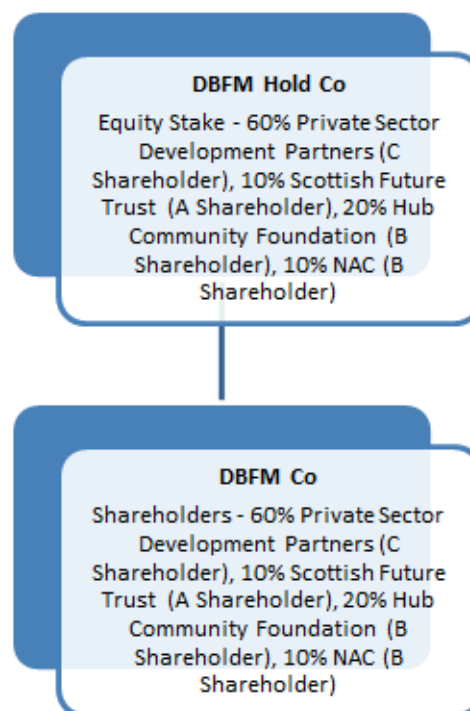 DBFM Hold Co
Equity Stake - 60% Private Sector
Development Partners (C
Shareholder), 10% Scottish Future
Trust (A Shareholder), 20% Hub
Community Foundation (B
Shareholder), 10% NAC (B
Shareholder)
DBFM Co
Shareholders - 60% Private Sector
Development Partners (C
Shareholder), 10% Scottish Future
Trust (A Shareholder), 20% Hub
Community Foundation (B
Shareholder), 10% NAC (B
Shareholder)